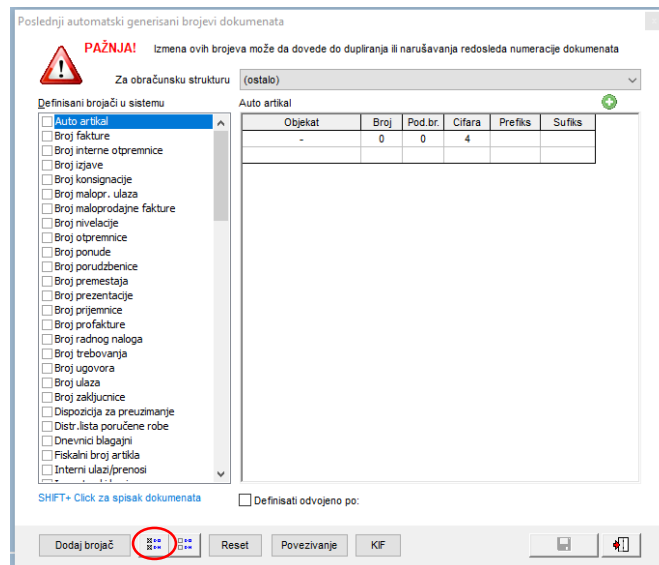 Poslednji automatski generisani brojevi dokumenata
PAŽNJA! Izmena ovih brojeva može da dovede do dupliranja ili narušavanja redosleda numeracije dokumenata
Za obračunsku strukturu (ostalo)
Definisani brojači u sistemu
Auto artikal
Broj fakture
Broj interne otpremnice
Broj izjave
Broj konsignacije
Broj malopr. ulaza
Broj maloprodajne fakture
Broj nivelacije
Broj otpremnice
Broj ponude
Broj porudzbenice
Broj premestaja
Broj prezentacije
Broj prijemnice
Broj profakture
Broj radnog naloga
Broj trebovanja
Broj ugovora
Broj ulaza
Broj zakljucnice
Dispozicija za preuzimanje
Distr.lista poručene robe
Dnevnici blagajni
Fiskalni broj artikla
Interni ulazi/prenosi
SHIFT+ Click za spisak dokumenata
Auto artikal
Objekat Broj Pod.br. Cifara Prefiks Sufiks
- 0 0 4
Definisati odvojeno po:
Dodaj brojač Reset Povezivanje KIF